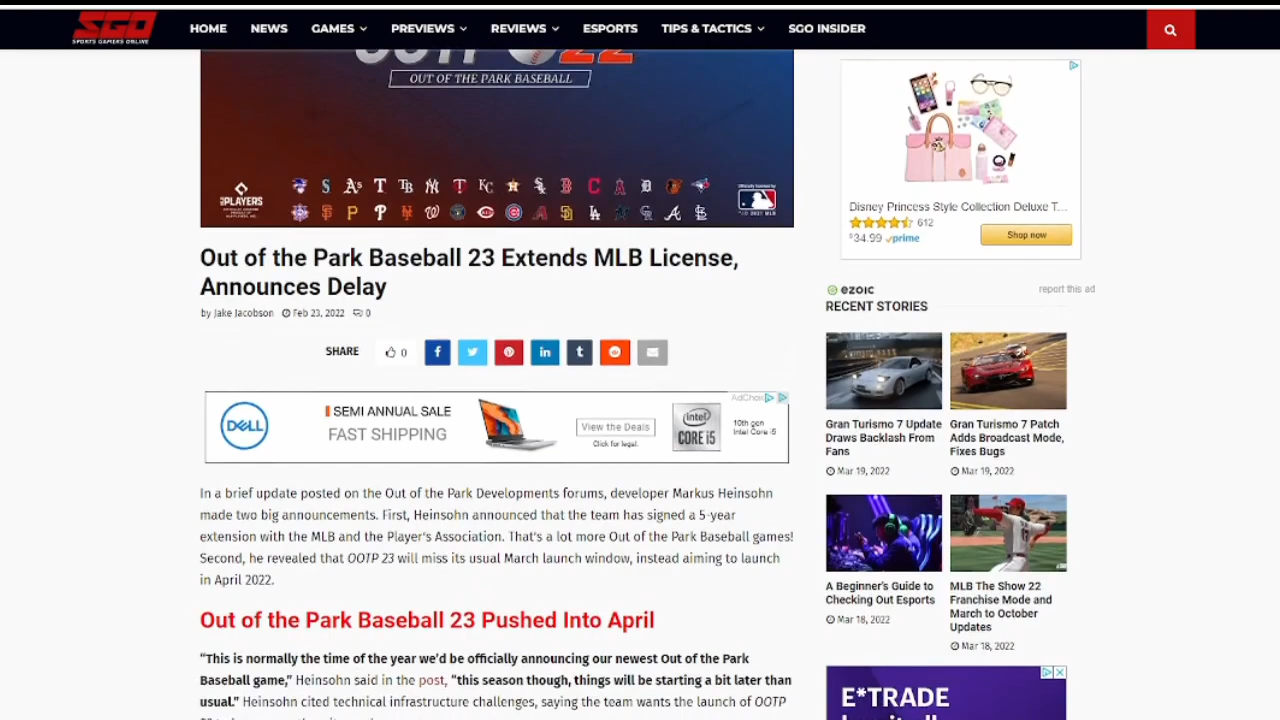 SGO
SPORTS GAMERS ONLINE
HOME
NEWS
GAMES
PREVIEWS
REVIEWS
ESPORTS
TIPS & TACTICS
SGO INSIDER
22
OUT OF THE PARK BASEBALL
PLAYERS
Out of the Park Baseball 23 Extends MLB License,
Announces Delay
by Jake Jacobson
Feb 23, 2022
0
SHARE
0
DELL
SEMI ANNUAL SALE
FAST SHIPPING
View the Deals
Click for legal.
intel
CORE i5
AdChoices
10th gen
Intel Core i5
In a brief update posted on the Out of the Park Developments forums, developer Markus Heinsohn
made two big announcements. First, Heinsohn announced that the team has signed a 5-year
extension with the MLB and the Player's Association. That's a lot more Out of the Park Baseball games!
Second, he revealed that OOTP 23 will miss its usual March launch window, instead aiming to launch
in April 2022.
Out of the Park Baseball 23 Pushed Into April
“This is normally the time of the year we’d be officially announcing our newest Out of the Park
Baseball game,” Heinsohn said in the post, “this season though, things will be starting a bit later than
usual.” Heinsohn cited technical infrastructure challenges, saying the team wants the launch of OOTP
Disney Princess Style Collection Deluxe T...
612
$34.99 prime
Shop now
ezoic
report this ad
RECENT STORIES
Gran Turismo 7 Update
Draws Backlash From
Fans
Mar 19, 2022
Gran Turismo 7 Patch
Adds Broadcast Mode,
Fixes Bugs
Mar 19, 2022
A Beginner's Guide to
Checking Out Esports
Mar 18, 2022
MLB The Show 22
Franchise Mode and
March to October
Updates
Mar 18, 2022
E*TRADE